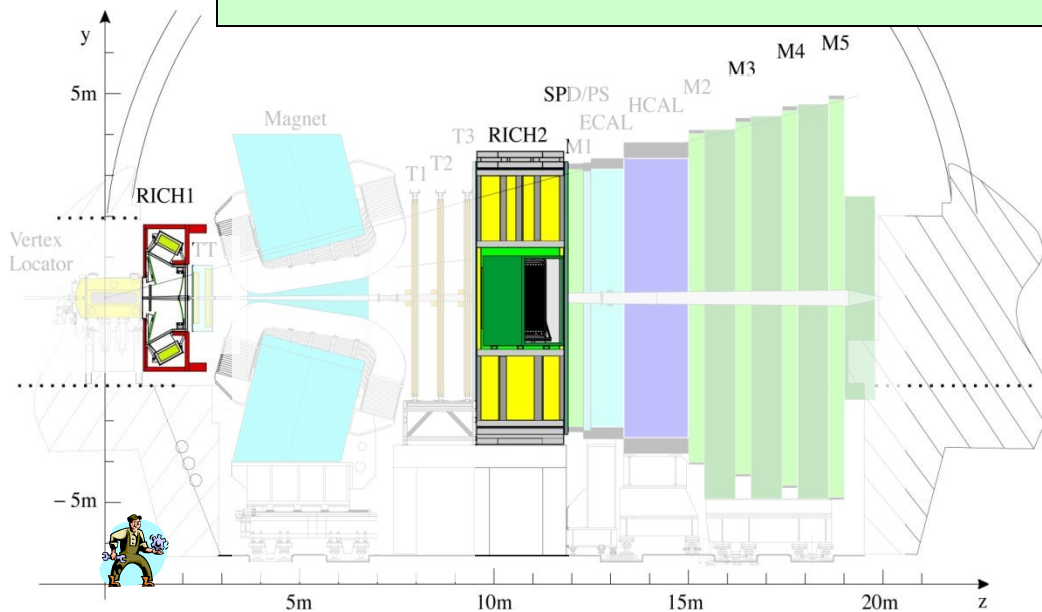 y
5m
M5
M4
M3
M2
SPD/PS
HCAL
ECAL
Magnet
T3
RICH2
M1
T2
T1
RICH1
TT
Vertex
Locator
− 5m
5m
10m
15m
20m
z